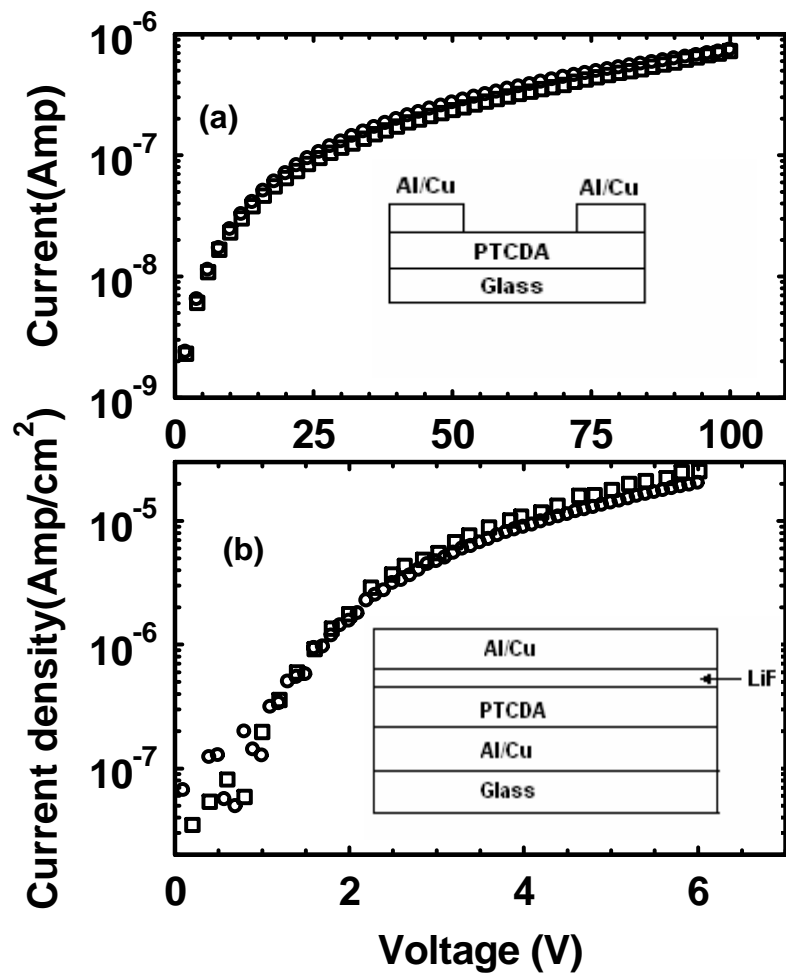 Current(Amp)
10^-6
10^-7
10^-8
10^-9
(a)
Al/Cu Al/Cu
PTCDA
Glass
0 25 50 75 100
Current density(Amp/cm^2)
10^-5
10^-6
10^-7
(b)
Al/Cu
LiF
PTCDA
Al/Cu
Glass
0 2 4 6
Voltage (V)